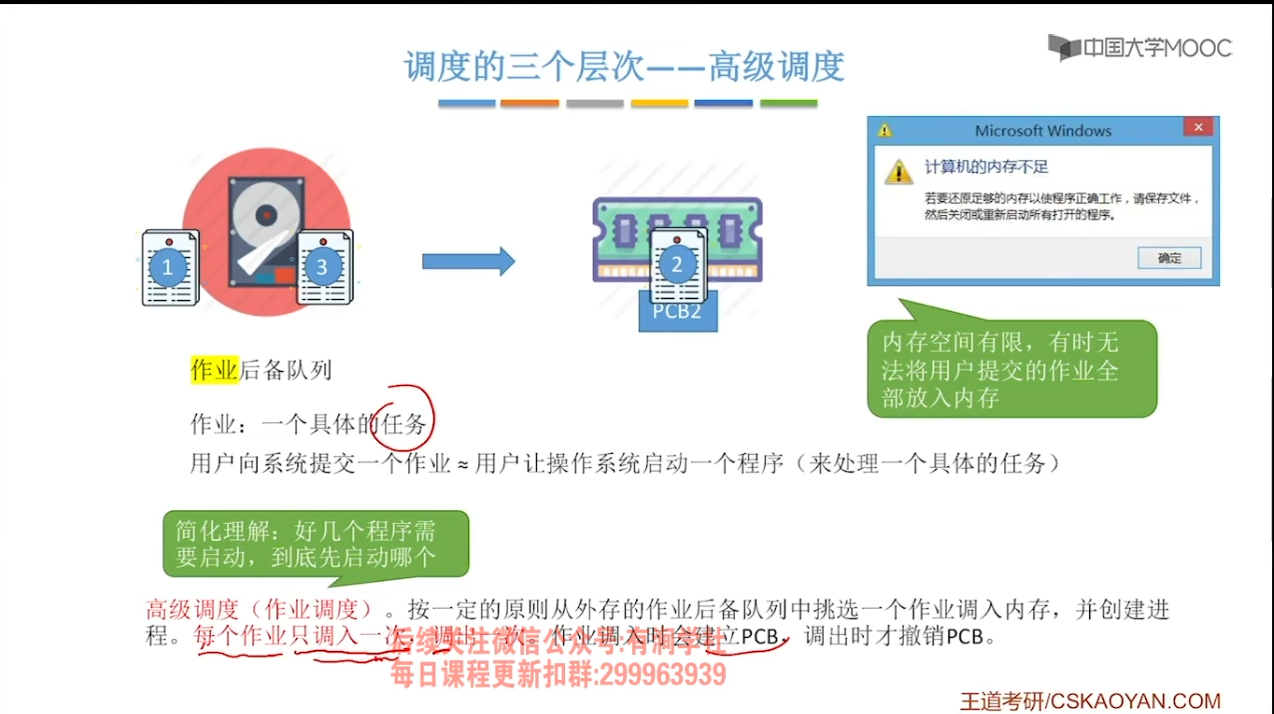 中国大学MOOC
调度的三个层次——高级调度
Microsoft Windows
计算机的内存不足
若要还原足够的内存以使程序正确工作，请保存文件，
然后关闭或重新启动所有打开的程序。
确定
1
3
2
PCB2
内存空间有限，有时无
法将用户提交的作业全
部放入内存
作业后备队列
作业：一个具体的任务
用户向系统提交一个作业 ≈ 用户让操作系统启动一个程序（来处理一个具体的任务）
简化理解：好几个程序需
要启动，到底先启动哪个
高级调度（作业调度）。按一定的原则从外存的作业后备队列中挑选一个作业调入内存，并创建进
程。每个作业只调入一次，调出一次。作业调入时会建立PCB，调出时才撤销PCB。
后续关注微信公众号:有润学社
每日课程更新扣群:299963939
王道考研/CSKAOYAN.COM